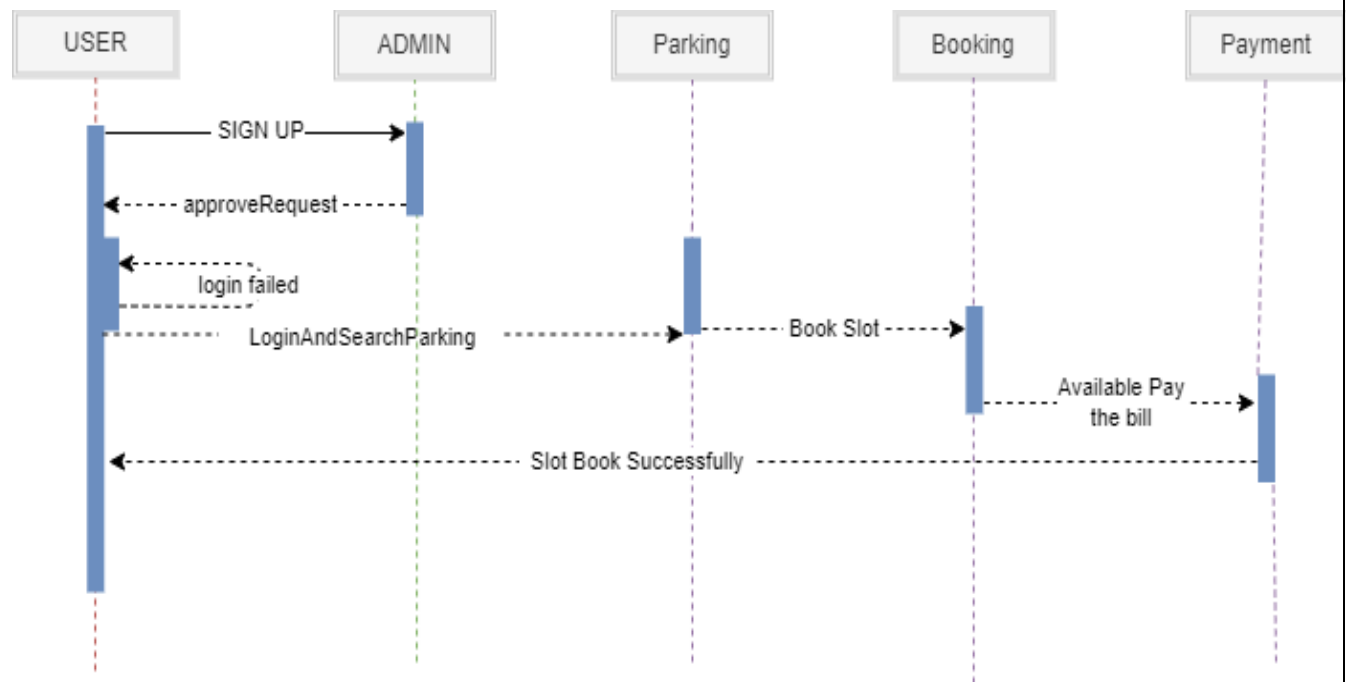 USER
ADMIN
Parking
Booking
Payment
SIGN UP
approveRequest
login failed
LoginAndSearchParking
Book Slot
Available Pay
the bill
Slot Book Successfully